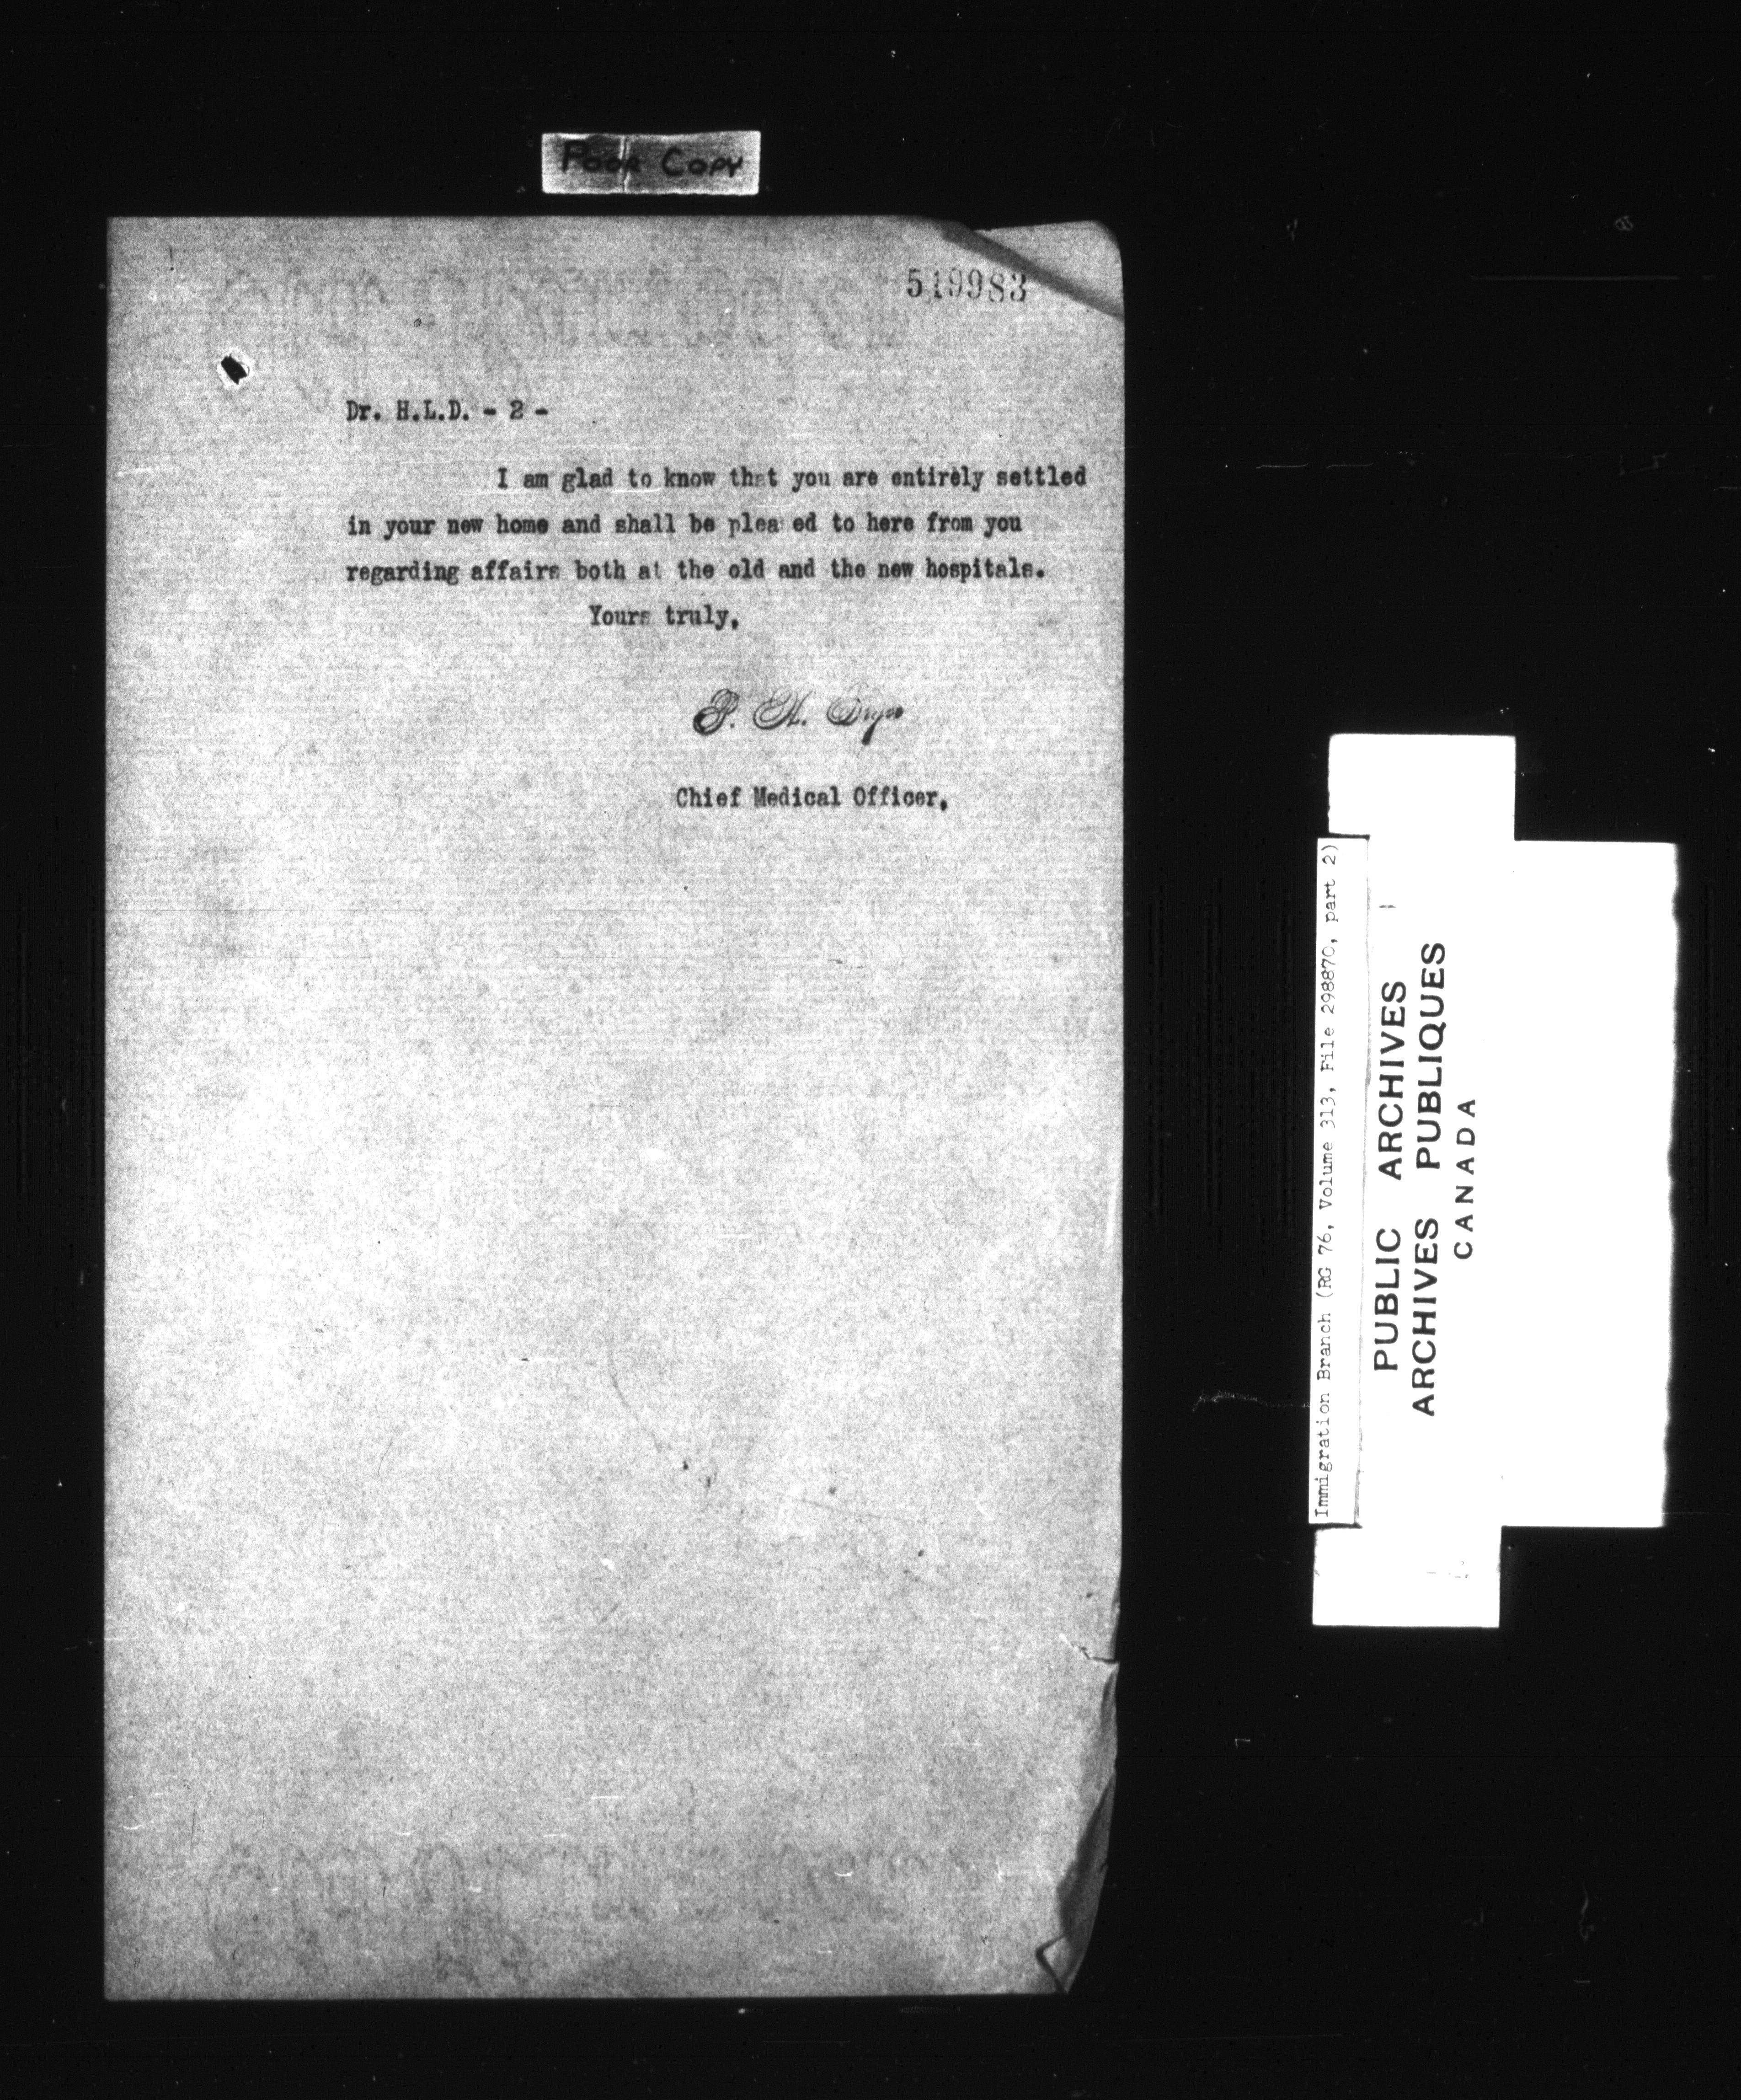 Poor Copy
519983
Dr. H.L.D. - 2 -
I am glad to know that you are entirely settled
in your new home and shall be plea ed to here from you
regarding affairs both at the old and the new hospitals.
Yours truly,
P. H. Bryce
Chief Medical Officer.
Immigration Branch (RG 76, Volume 313, File 298870, part 2)
PUBLIC ARCHIVES
ARCHIVES PUBLIQUES
CANADA